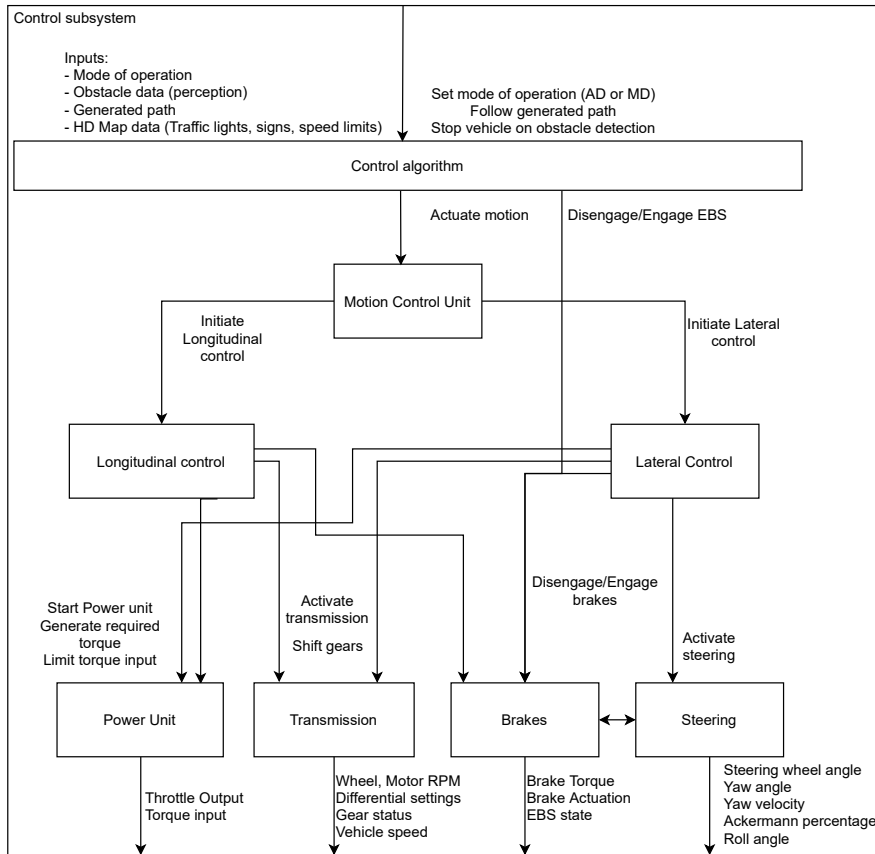 Control subsystem
Inputs:
- Mode of operation
- Obstacle data (perception)
- Generated path
- HD Map data (Traffic lights, signs, speed limits)
Set mode of operation (AD or MD)
Follow generated path
Stop vehicle on obstacle detection
Control algorithm
Actuate motion
Disengage/Engage EBS
Motion Control Unit
Initiate
Longitudinal
control
Initiate Lateral
control
Longitudinal control
Lateral Control
Start Power unit
Generate required
torque
Limit torque input
Activate
transmission
Shift gears
Disengage/Engage
brakes
Activate
steering
Power Unit
Transmission
Brakes
Steering
Throttle Output
Torque input
Wheel, Motor RPM
Differential settings
Gear status
Vehicle speed
Brake Torque
Brake Actuation
EBS state
Steering wheel angle
Yaw angle
Yaw velocity
Ackermann percentage
Roll angle